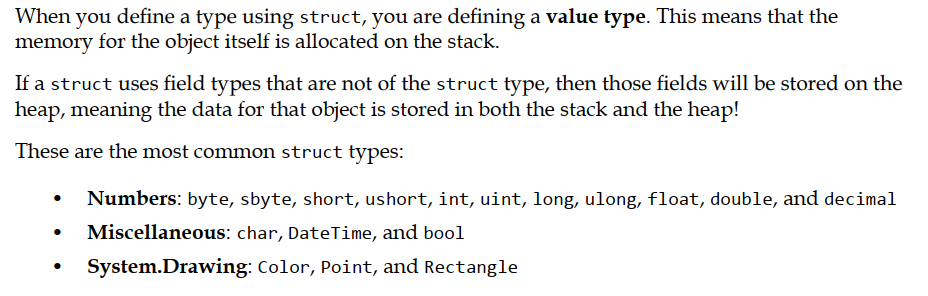 When you define a type using struct, you are defining a value type. This means that the
memory for the object itself is allocated on the stack.
If a struct uses field types that are not of the struct type, then those fields will be stored on the
heap, meaning the data for that object is stored in both the stack and the heap!
These are the most common struct types:
• Numbers: byte, sbyte, short, ushort, int, uint, long, ulong, float, double, and decimal
• Miscellaneous: char, DateTime, and bool
• System.Drawing: Color, Point, and Rectangle